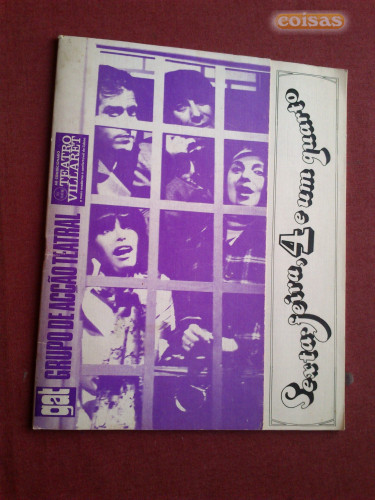 coisas
gat GRUPO DE ACÇÃO TEATRAL
TEATRO
VILLARET
Sexta-feira, 4 e um quarto